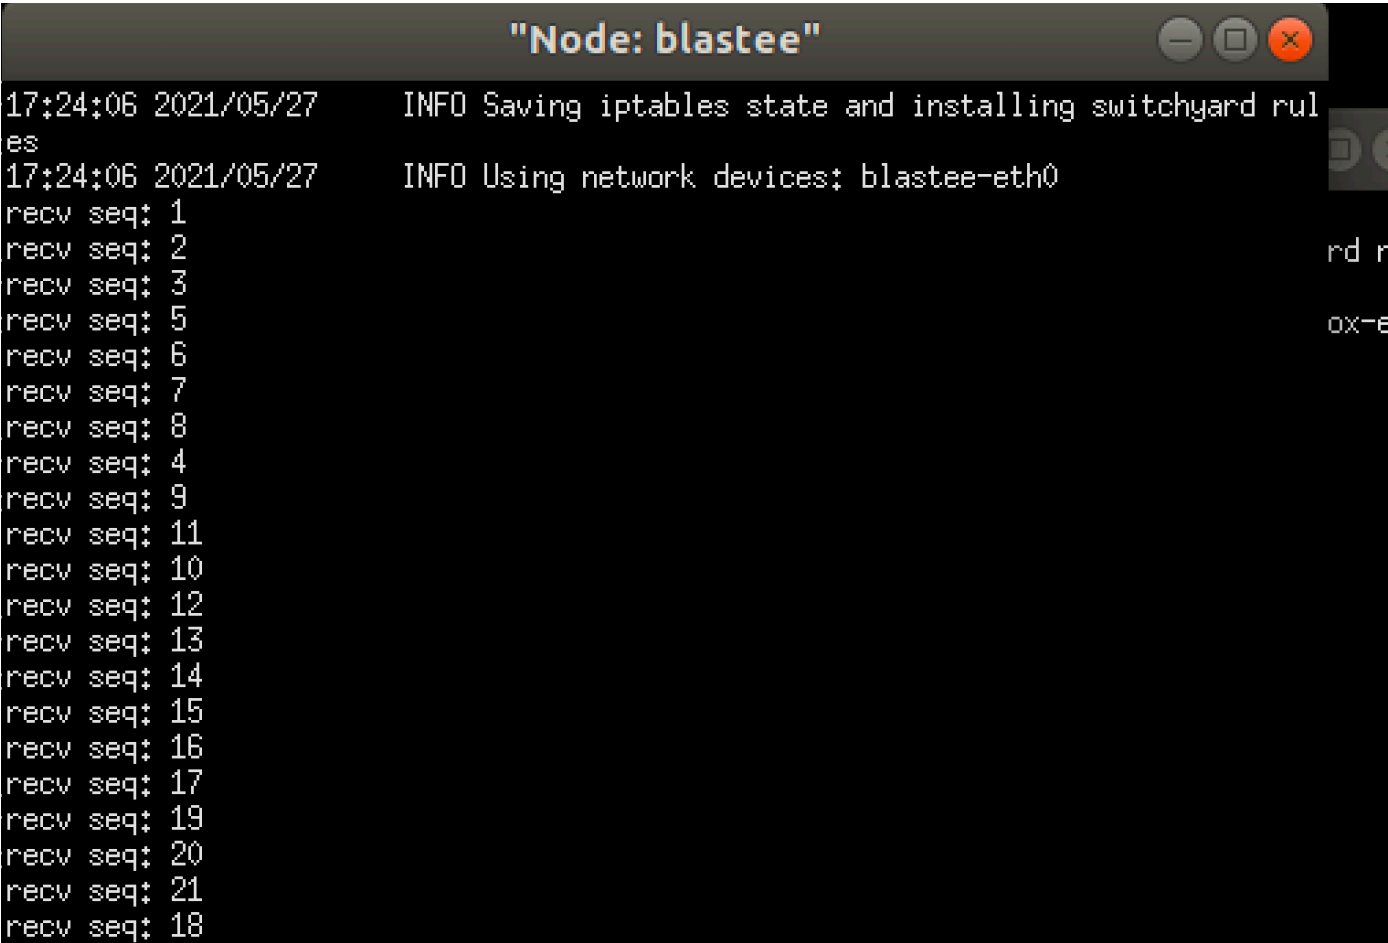 "Node: blastee"
17:24:06 2021/05/27 INFO Saving iptables state and installing switchyard rul
es
17:24:06 2021/05/27 INFO Using network devices: blastee-eth0
recv seq: 1
recv seq: 2
recv seq: 3
recv seq: 5
recv seq: 6
recv seq: 7
recv seq: 8
recv seq: 4
recv seq: 9
recv seq: 11
recv seq: 10
recv seq: 12
recv seq: 13
recv seq: 14
recv seq: 15
recv seq: 16
recv seq: 17
recv seq: 19
recv seq: 20
recv seq: 21
recv seq: 18
rd r
ox-e